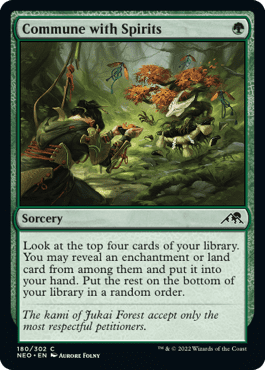 Commune with Spirits
Sorcery
Look at the top four cards of your library.
You may reveal an enchantment or land
card from among them and put it into
your hand. Put the rest on the bottom of
your library in a random order.
The kami of Jukai Forest accept only the
most respectful petitioners.
180/302 C
NEO • EN AURORE FOLNY
™ & © 2022 Wizards of the Coast